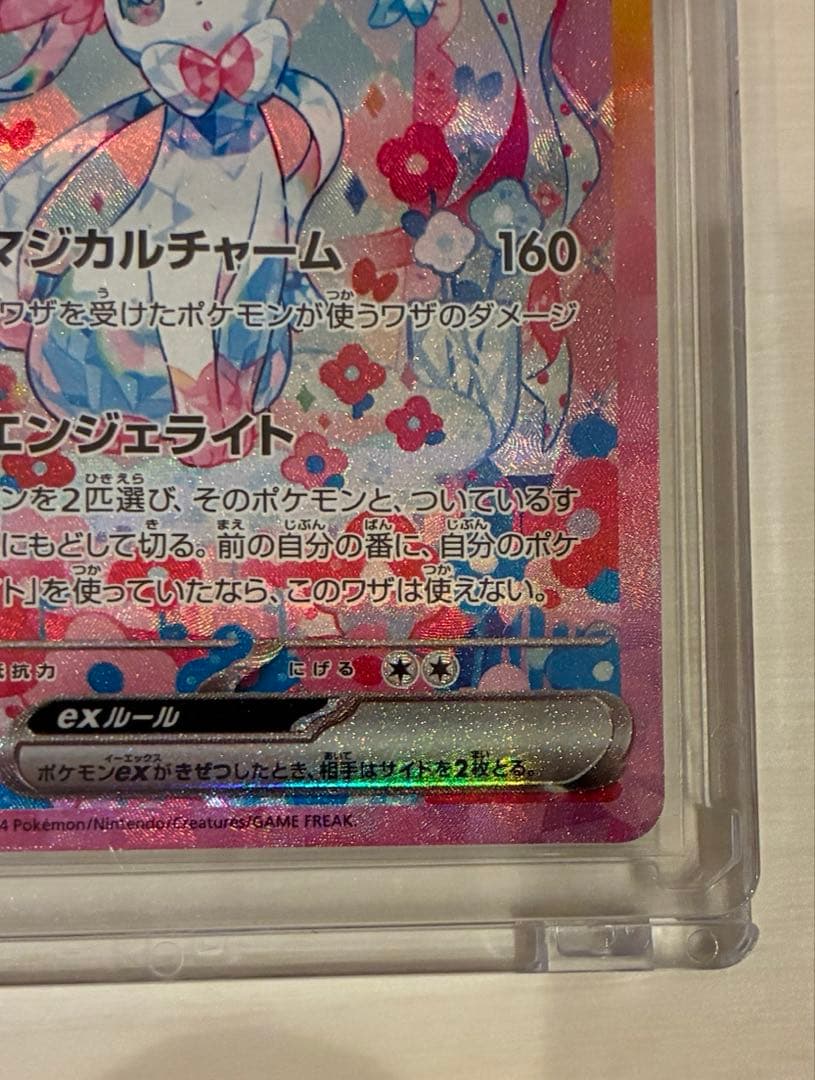 マジカルチャーム 160
ワザを受けたポケモンが使うワザのダメージ
エンジェライト
ンを2匹選び、そのポケモンと、ついているす
にもどして切る。前の自分の番に、自分のポケ
ト」を使っていたなら、このワザは使えない。
抗力 にげる
exルール
ポケモンexがきぜつしたとき、相手はサイドを2枚とる。
4 Pokémon/Nintendo/Creatures/GAME FREAK.